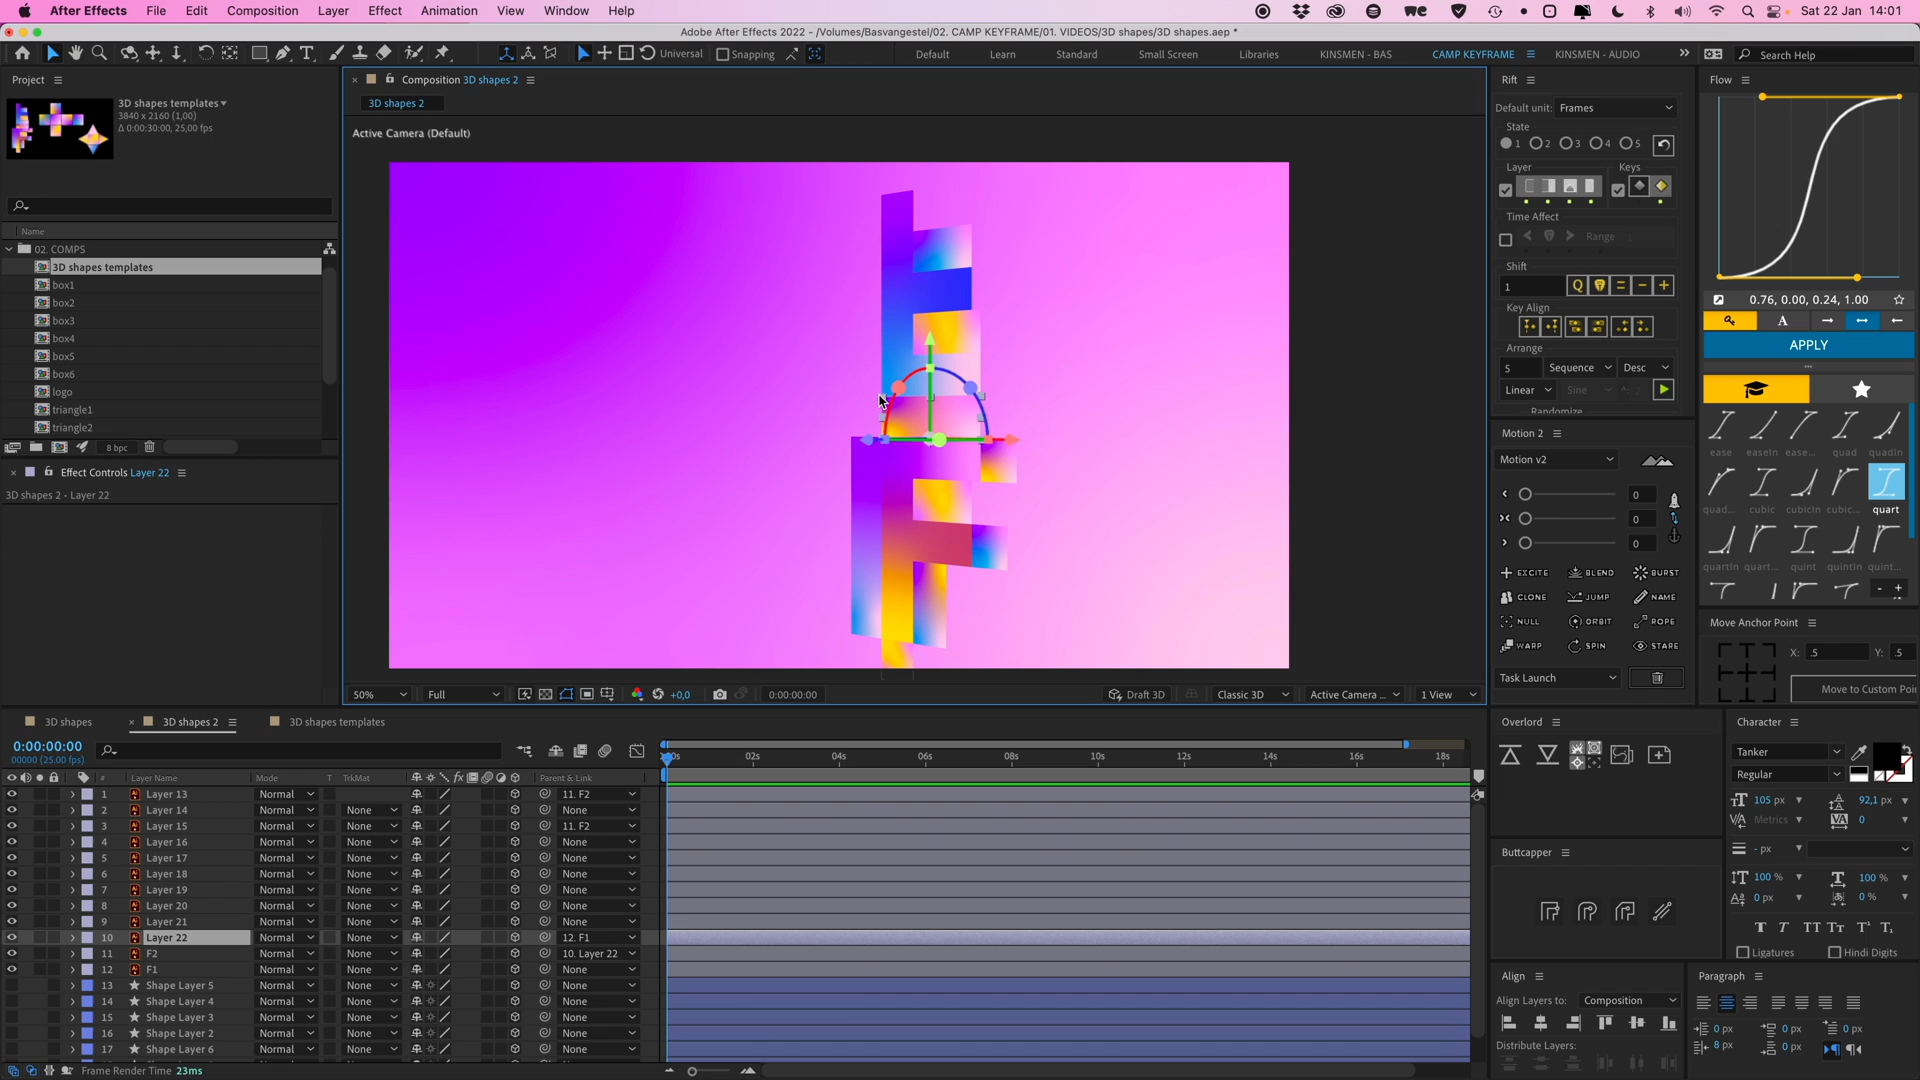 After Effects File Edit Composition Layer Effect Animation View Window Help
Sat 22 Jan 14:01
Adobe After Effects 2022 - /Volumes/Basvangestel/02. CAMP KEYFRAME/01. VIDEOS/3D shapes/3D shapes.aep *
Universal Snapping Default Learn Standard Small Screen Libraries KINSMEN - BAS CAMP KEYFRAME KINSMEN - AUDIO Search Help
Project
3D shapes templates
3840 x 2160 (1,00)
Δ 0:00:30:00, 25,00 fps
Name
02. COMPS
3D shapes templates
box1
box2
box3
box4
box5
box6
logo
triangle1
triangle2
8 bpc
Effect Controls Layer 22
3D shapes 2 • Layer 22
Composition 3D shapes 2
3D shapes 2
Active Camera (Default)
50% Full +0,0 0:00:00:00 Draft 3D Classic 3D Active Camera ... 1 View
Rift
Default unit: Frames
State
1 2 3 4 5
Layer Keys
Time Affect
Range
Shift
1 Q
Key Align
Arrange
5 Sequence Desc
Linear Sine
Randomize
Motion 2
Motion v2
0
0
0
EXCITE BLEND BURST
CLONE JUMP NAME
NULL ORBIT ROPE
WARP SPIN STARE
Task Launch
Flow
0.76, 0.00, 0.24, 1.00
A
APPLY
ease easeIn ease... quad quadIn
quad... cubic cubicIn cubic... quart
quartIn quart... quint quintIn quint...
- +
Move Anchor Point
X: .5 Y: .5
Move to Custom Poi
3D shapes 3D shapes 2 3D shapes templates
0:00:00:00
00000 (25.00 fps)
02s 04s 06s 08s 10s 12s 14s 16s 18s
# Layer Name Mode T TrkMat fx Parent & Link
1 Layer 13 Normal 11. F2
2 Layer 14 Normal None None
3 Layer 15 Normal None 11. F2
4 Layer 16 Normal None None
5 Layer 17 Normal None None
6 Layer 18 Normal None None
7 Layer 19 Normal None None
8 Layer 20 Normal None None
9 Layer 21 Normal None None
10 Layer 22 Normal None 12. F1
11 F2 Normal None 10. Layer 22
12 F1 Normal None None
13 Shape Layer 5 Normal None None
14 Shape Layer 4 Normal None None
15 Shape Layer 3 Normal None None
16 Shape Layer 2 Normal None None
17 Shape Layer 6 Normal None None
Frame Render Time 23ms
Overlord
Buttcapper
Character
Tanker
Regular
105 px 92,1 px
Metrics 0
- px
100 % 100 %
0 px 0 %
T T TT Tт T¹ T₁
Ligatures Hindi Digits
Align
Align Layers to: Composition
Distribute Layers:
Paragraph
0 px 0 px 0 px
8 px 0 px